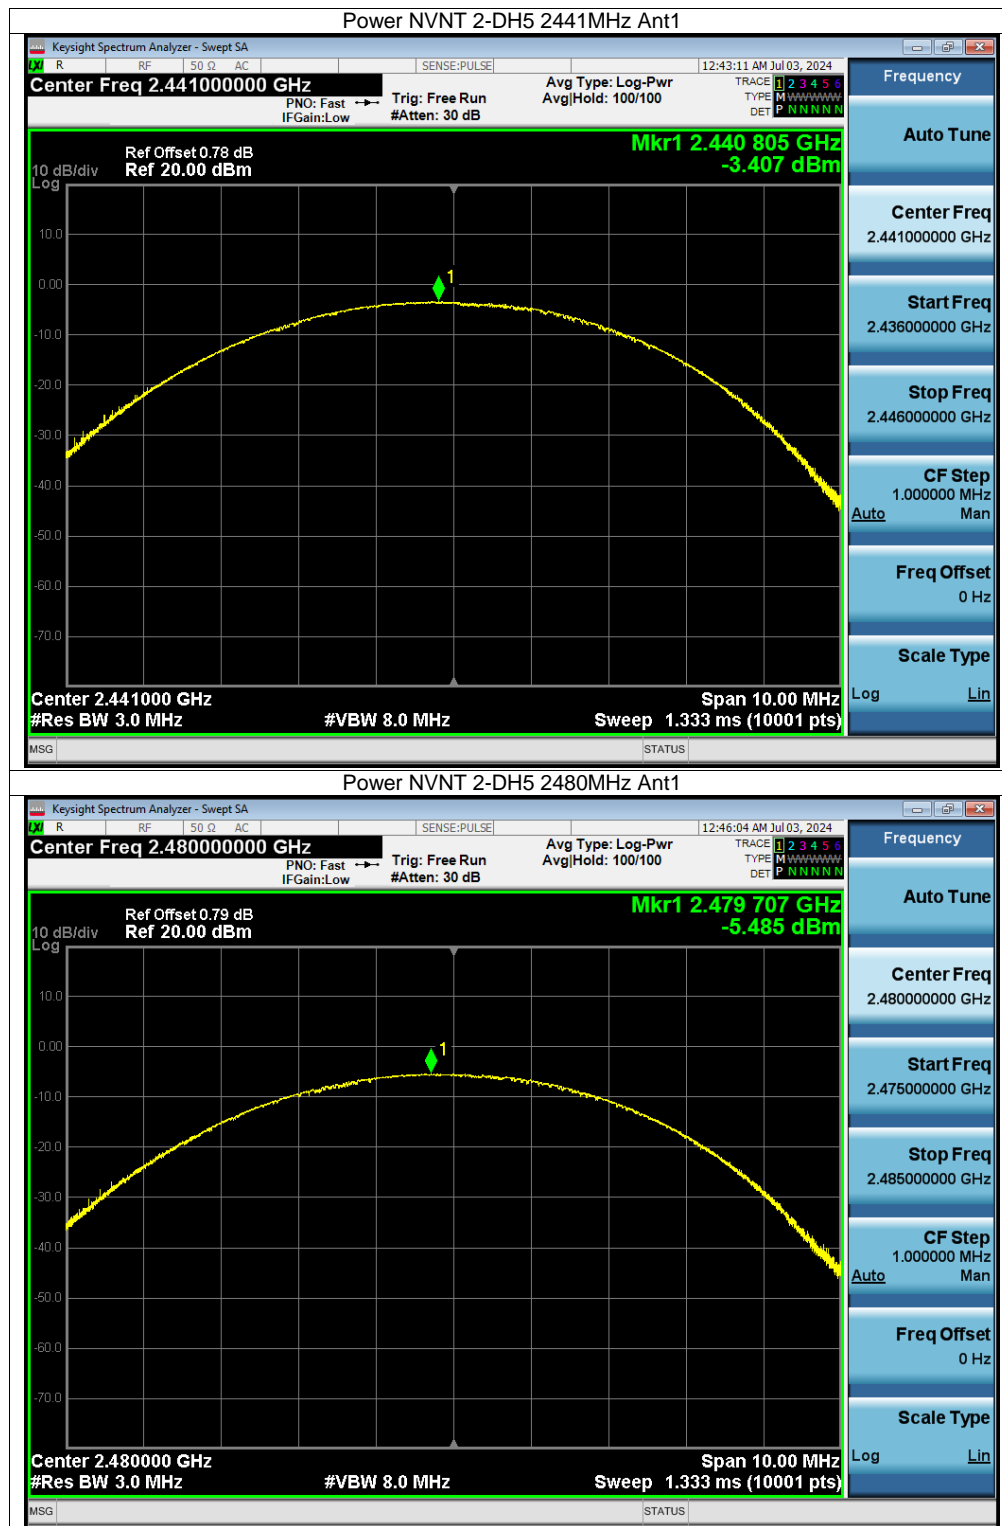 Power NVNT 2-DH5 2441MHz Ant1
Keysight Spectrum Analyzer - Swept SA
LXI R RF 50 Ω AC SENSE:PULSE 12:43:11 AM Jul 03, 2024
Center Freq 2.441000000 GHz
PNO: Fast
IFGain:Low
Trig: Free Run
#Atten: 30 dB
Avg Type: Log-Pwr
Avg|Hold: 100/100
TRACE 1 2 3 4 5 6
TYPE M WWWWW
DET P N N N N N
Frequency
Auto Tune
Center Freq
2.441000000 GHz
Start Freq
2.436000000 GHz
Stop Freq
2.446000000 GHz
CF Step
1.000000 MHz
Auto Man
Freq Offset
0 Hz
Scale Type
Log Lin
Mkr1 2.440 805 GHz
-3.407 dBm
Ref Offset 0.78 dB
10 dB/div Ref 20.00 dBm
Log
10.0
0.00
-10.0
-20.0
-30.0
-40.0
-50.0
-60.0
-70.0
1
Center 2.441000 GHz Span 10.00 MHz
#Res BW 3.0 MHz #VBW 8.0 MHz Sweep 1.333 ms (10001 pts)
MSG STATUS
Power NVNT 2-DH5 2480MHz Ant1
Keysight Spectrum Analyzer - Swept SA
LXI R RF 50 Ω AC SENSE:PULSE 12:46:04 AM Jul 03, 2024
Center Freq 2.480000000 GHz
PNO: Fast
IFGain:Low
Trig: Free Run
#Atten: 30 dB
Avg Type: Log-Pwr
Avg|Hold: 100/100
TRACE 1 2 3 4 5 6
TYPE M WWWWW
DET P N N N N N
Frequency
Auto Tune
Center Freq
2.480000000 GHz
Start Freq
2.475000000 GHz
Stop Freq
2.485000000 GHz
CF Step
1.000000 MHz
Auto Man
Freq Offset
0 Hz
Scale Type
Log Lin
Mkr1 2.479 707 GHz
-5.485 dBm
Ref Offset 0.79 dB
10 dB/div Ref 20.00 dBm
Log
10.0
0.00
-10.0
-20.0
-30.0
-40.0
-50.0
-60.0
-70.0
1
Center 2.480000 GHz Span 10.00 MHz
#Res BW 3.0 MHz #VBW 8.0 MHz Sweep 1.333 ms (10001 pts)
MSG STATUS